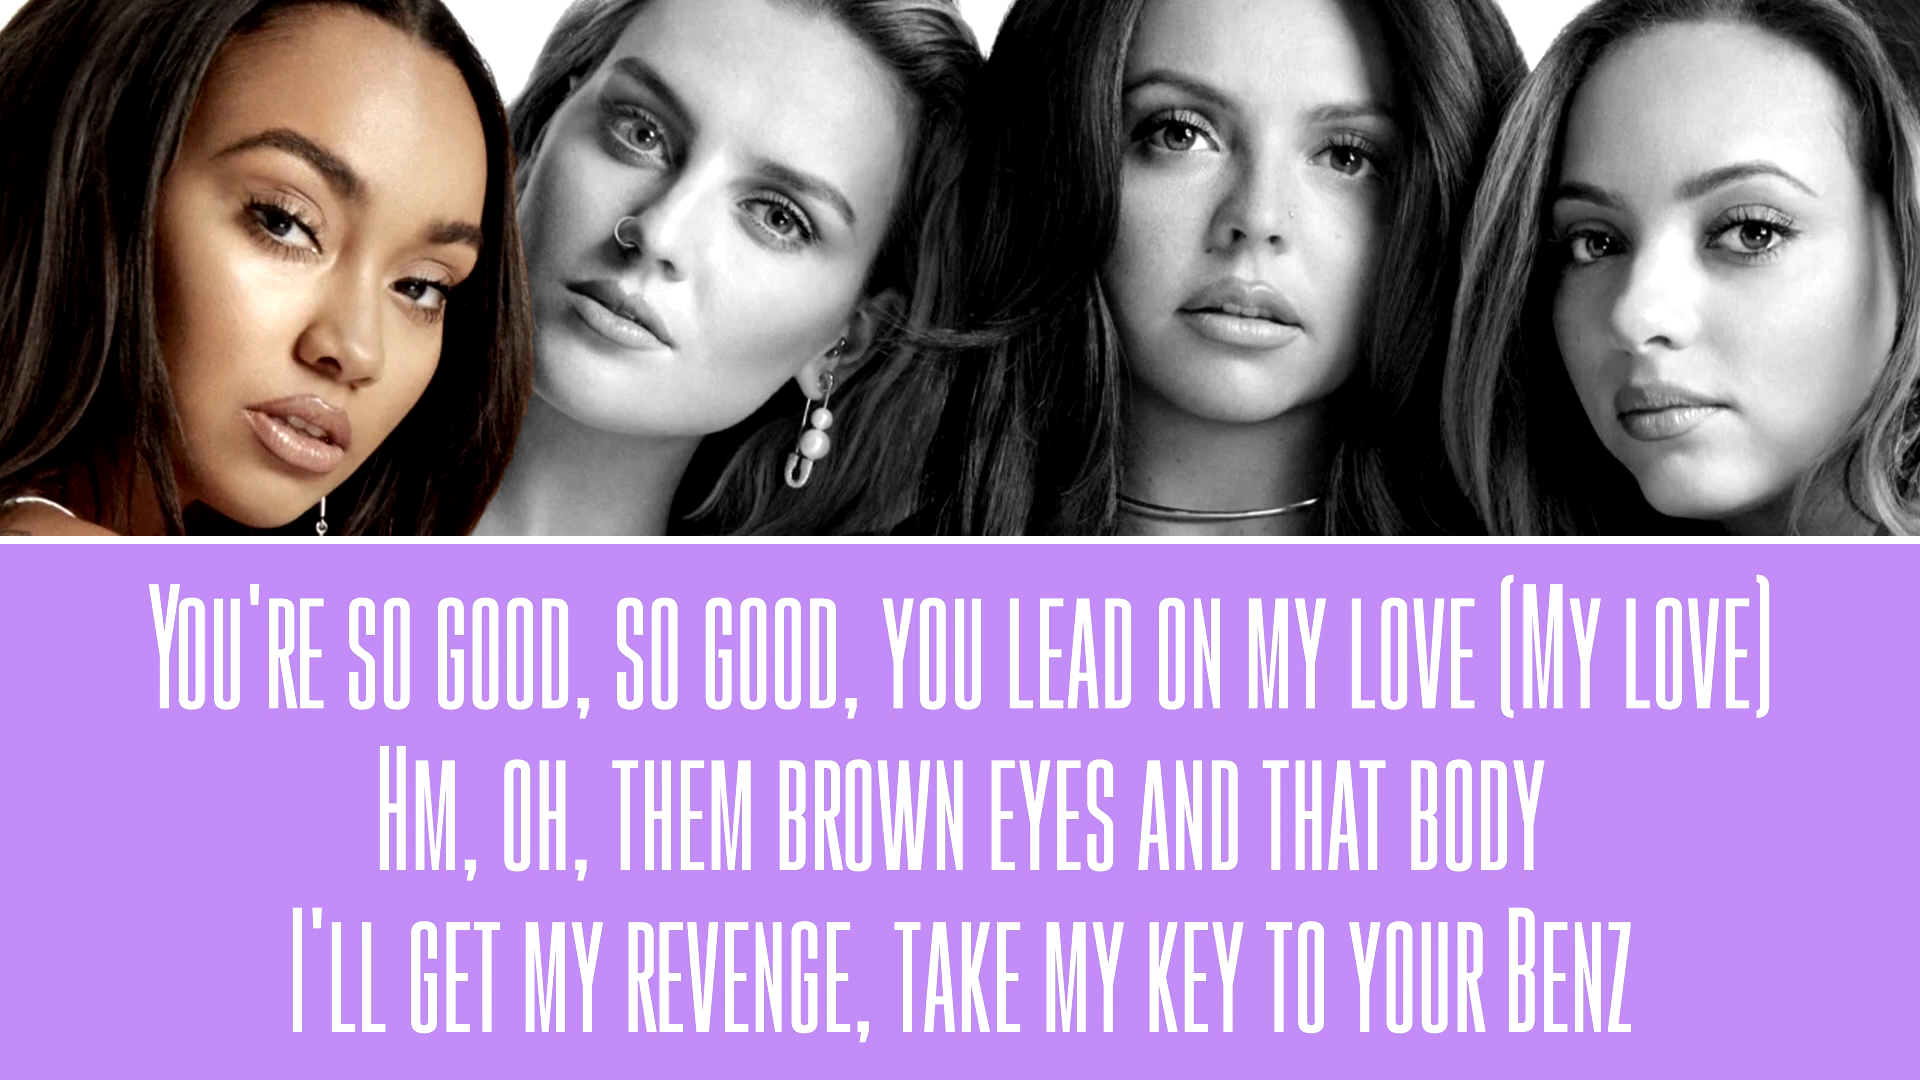 You're so good, so good, you lead on my love (My love)
Hm, oh, them brown eyes and that body
I'll get my revenge, take my key to your Benz